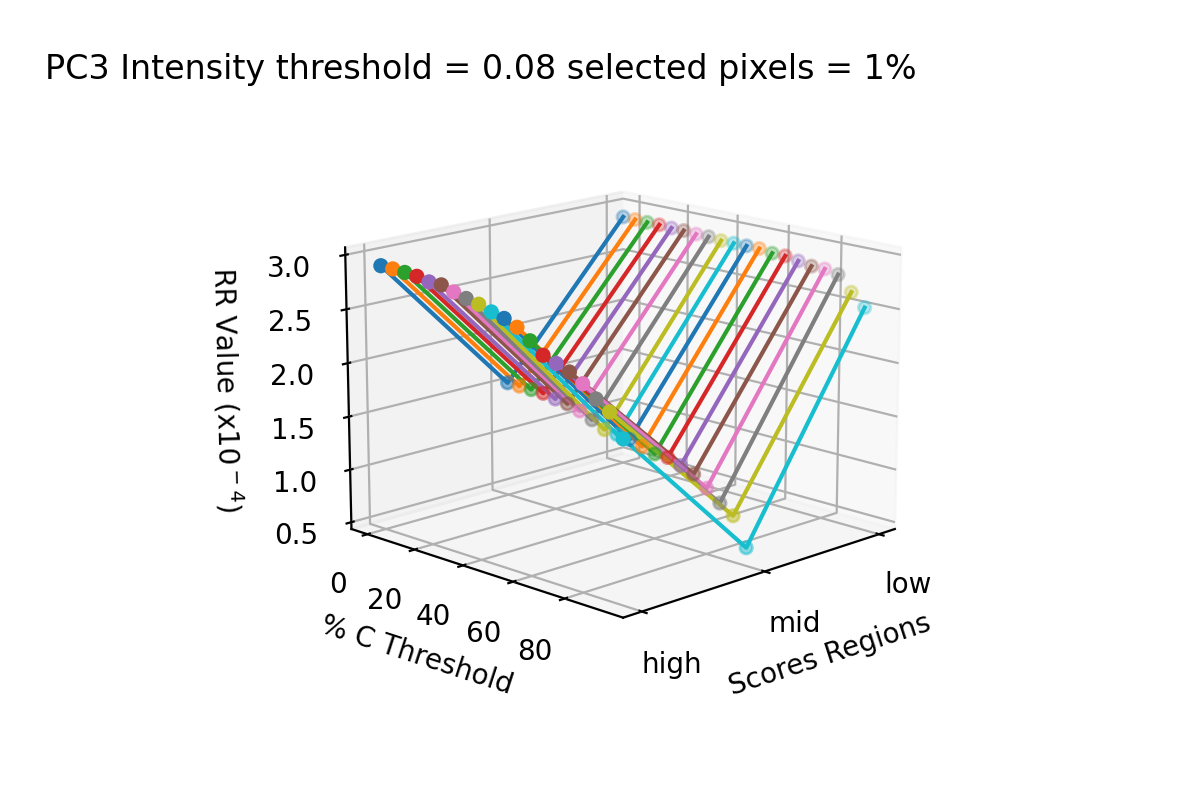 PC3 Intensity threshold = 0.08 selected pixels = 1%
RR Value (x10⁻⁴)
3.0
2.5
2.0
1.5
1.0
0.5
0
20
40
60
80
% C Threshold
high
mid
low
Scores Regions